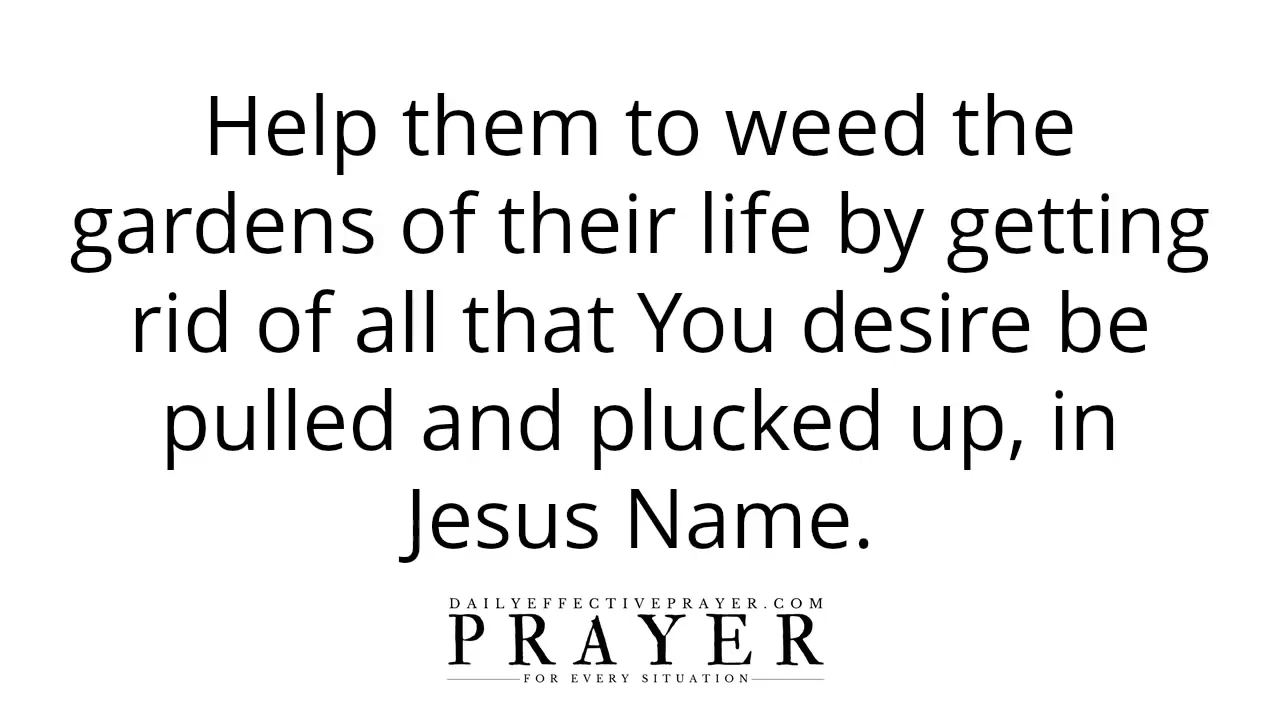 Help them to weed the
gardens of their life by getting
rid of all that You desire be
pulled and plucked up, in
Jesus Name.
DAILYEFFECTIVEPRAYER.COM
PRAYER
FOR EVERY SITUATION